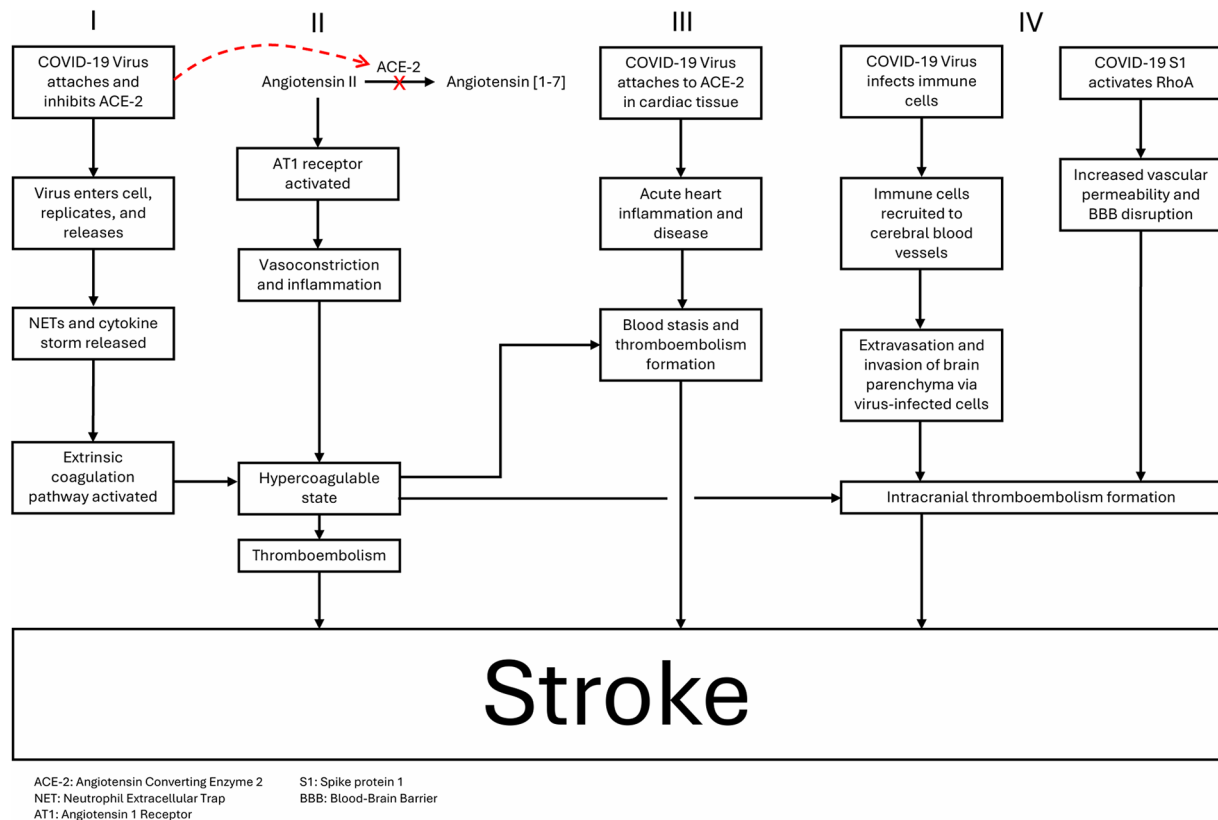 I
II
III
IV
COVID-19 Virus
attaches and
inhibits ACE-2
ACE-2
Angiotensin II
Angiotensin [1-7]
COVID-19 Virus
attaches to ACE-2
in cardiac tissue
COVID-19 Virus
infects immune
cells
COVID-19 S1
activates RhoA
Virus enters cell,
replicates, and
releases
AT1 receptor
activated
Acute heart
inflammation and
disease
Immune cells
recruited to
cerebral blood
vessels
Increased vascular
permeability and
BBB disruption
Vasoconstriction
and inflammation
NETs and cytokine
storm released
Blood stasis and
thromboembolism
formation
Extravasation and
invasion of brain
parenchyma via
virus-infected cells
Extrinsic
coagulation
pathway activated
Hypercoagulable
state
Intracranial thromboembolism formation
Thromboembolism
Stroke
ACE-2: Angiotensin Converting Enzyme 2
NET: Neutrophil Extracellular Trap
AT1: Angiotensin 1 Receptor
S1: Spike protein 1
BBB: Blood-Brain Barrier